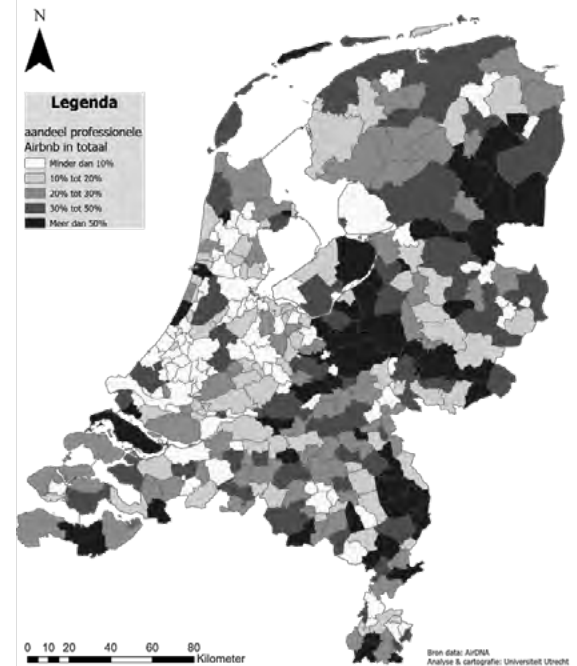 N
Legenda
aandeel professionele
Airbnb in totaal
Minder dan 10%
10% tot 20%
20% tot 30%
30% tot 50%
Meer dan 50%
0 10 20 40 60 80
Kilometer
Bron data: AirDNA
Analyse & cartografie: Universiteit Utrecht